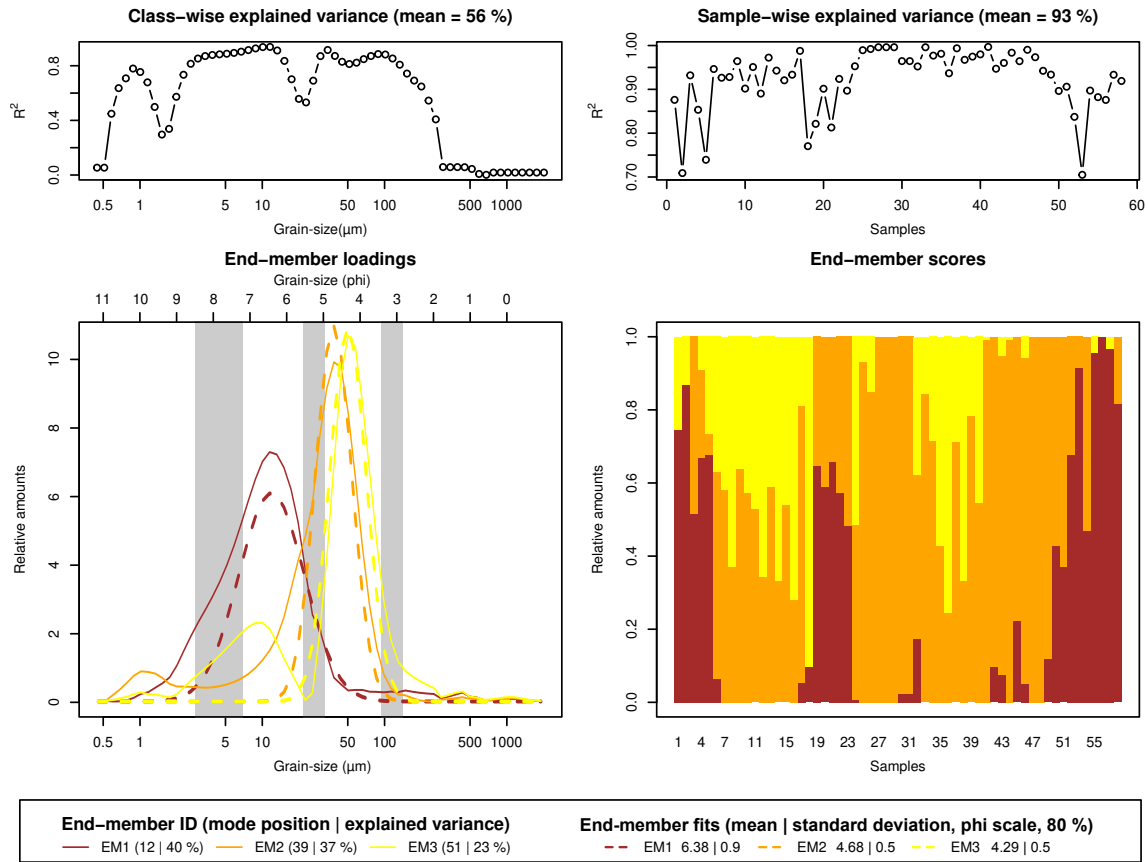 Class−wise explained variance (mean = 56 %)
Sample−wise explained variance (mean = 93 %)
R2
0.0 0.4 0.8
0.5 1 5 10 50 100 500 1000
Grain-size(µm)
R2
0.70 0.80 0.90 1.00
0 10 20 30 40 50 60
Samples
End−member loadings
Grain-size (phi)
11 10 9 8 7 6 5 4 3 2 1 0
Relative amounts
0 2 4 6 8 10
0.5 1 5 10 50 100 500 1000
Grain-size (µm)
End−member scores
Relative amounts
0.0 0.2 0.4 0.6 0.8 1.0
1 4 7 11 15 19 23 27 31 35 39 43 47 51 55
Samples
End−member ID (mode position | explained variance)
EM1 (12 | 40 %) EM2 (39 | 37 %) EM3 (51 | 23 %)
End-member fits (mean | standard deviation, phi scale, 80 %)
EM1 6.38 | 0.9 EM2 4.68 | 0.5 EM3 4.29 | 0.5